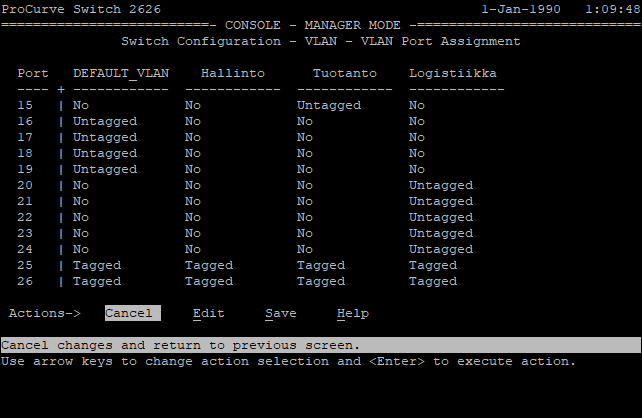 ProCurve Switch 2626                                        1-Jan-1990   1:09:48
==========================- CONSOLE - MANAGER MODE -============================
               Switch Configuration - VLAN - VLAN Port Assignment

  Port   DEFAULT_VLAN    Hallinto      Tuotanto    Logistiikka
  ---- + ------------  ------------  ------------  ------------
  15   | No            No            Untagged      No
  16   | Untagged      No            No            No
  17   | Untagged      No            No            No
  18   | Untagged      No            No            No
  19   | Untagged      No            No            No
  20   | No            No            No            Untagged
  21   | No            No            No            Untagged
  22   | No            No            No            Untagged
  23   | No            No            No            Untagged
  24   | No            No            No            Untagged
  25   | Tagged        Tagged        Tagged        Tagged
  26   | Tagged        Tagged        Tagged        Tagged

 Actions->   Cancel     Edit     Save     Help

Cancel changes and return to previous screen.
Use arrow keys to change action selection and <Enter> to execute action.